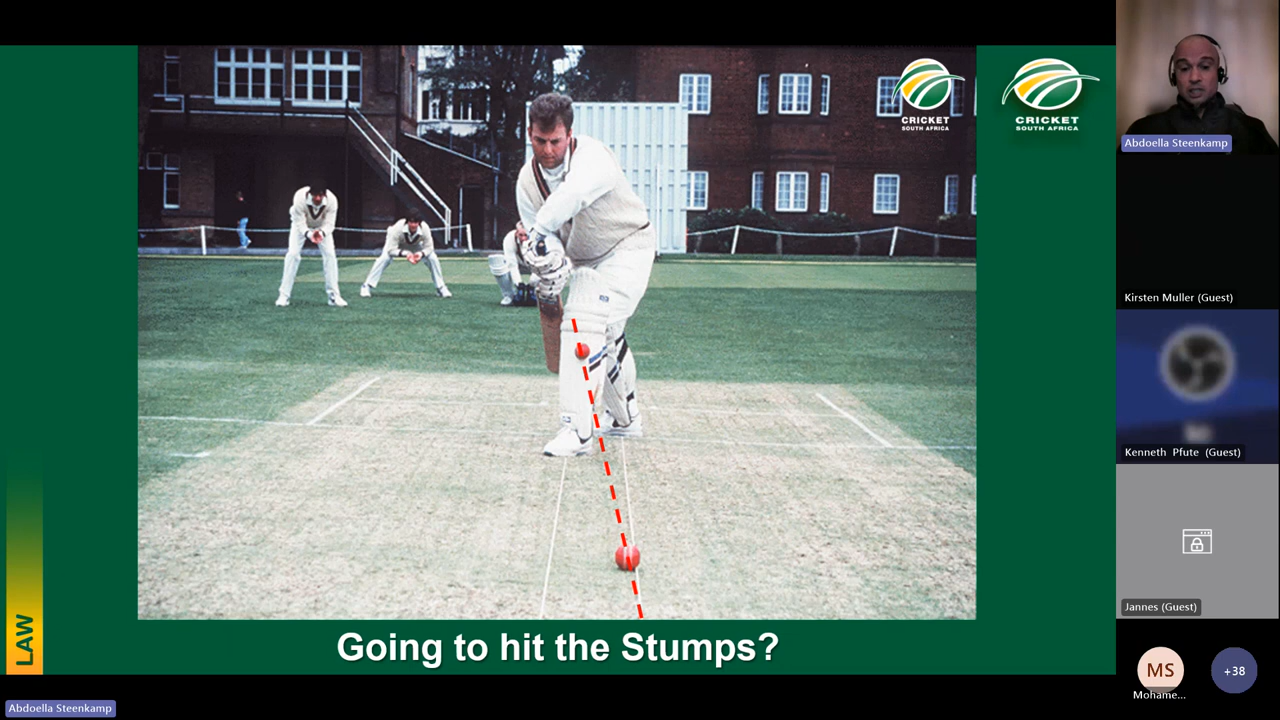 CRICKET
SOUTH AFRICA
CRICKET
SOUTH AFRICA
LAW
Going to hit the Stumps?
Abdoella Steenkamp
Abdoella Steenkamp
Kirsten Muller (Guest)
Kenneth Pfute (Guest)
Jannes (Guest)
MS
+38
Mohame...